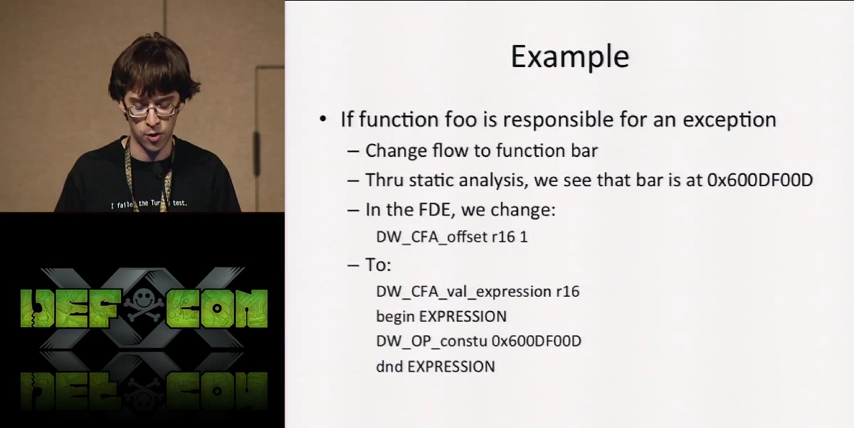 I failed the Turing test.
DEF CON
XX
Example
• If function foo is responsible for an exception
– Change flow to function bar
– Thru static analysis, we see that bar is at 0x600DF00D
– In the FDE, we change:
DW_CFA_offset r16 1
– To:
DW_CFA_val_expression r16
begin EXPRESSION
DW_OP_constu 0x600DF00D
dnd EXPRESSION